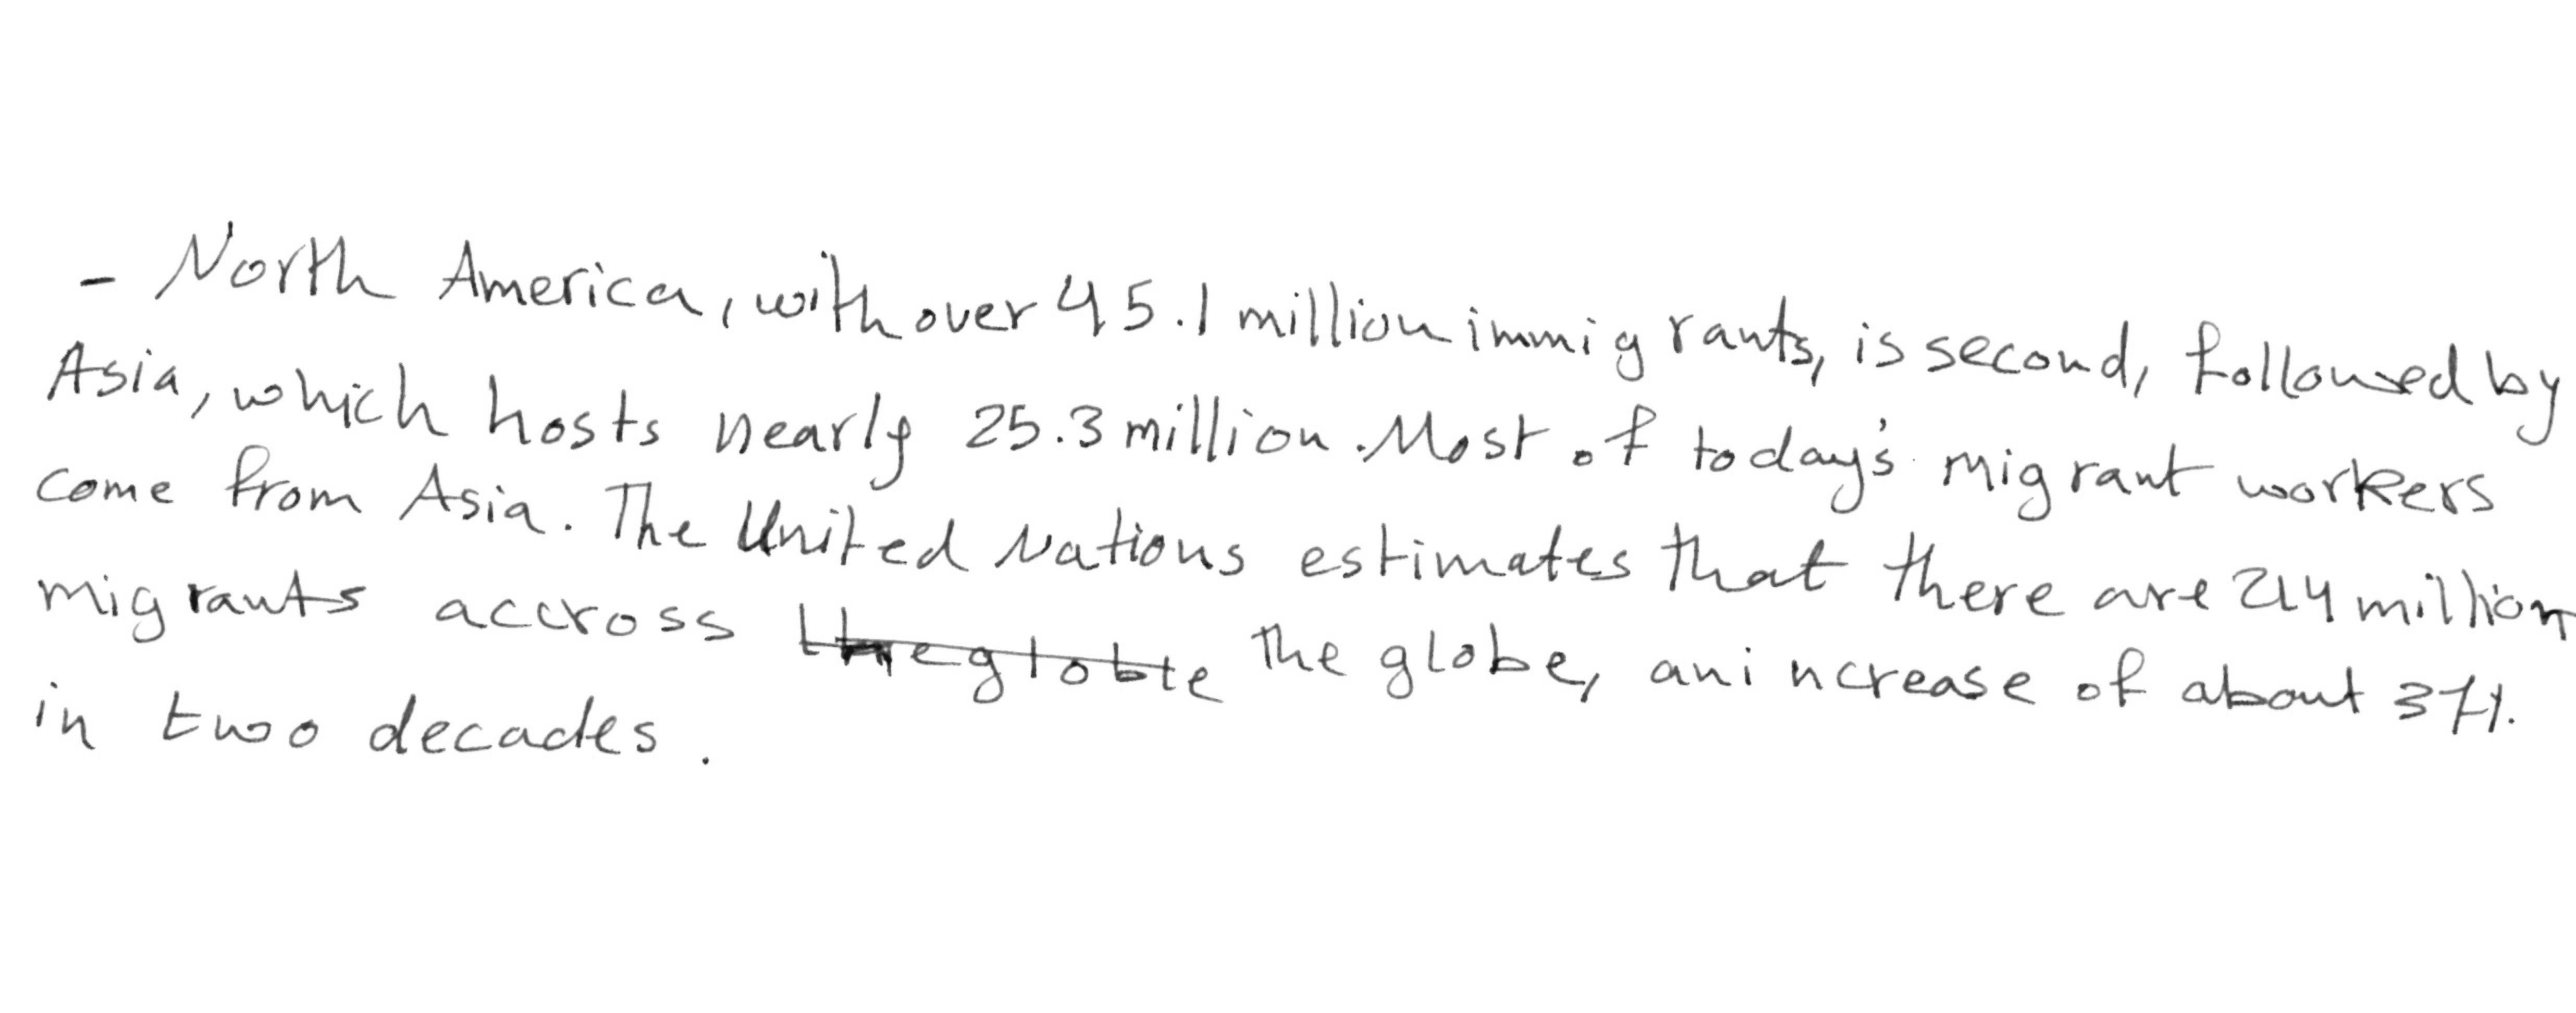 - North America, with over 45.1 million immigrants, is second, followed by
Asia, which hosts nearly 25.3 million. Most of today's migrant workers
come from Asia. The United Nations estimates that there are 214 million
migrants accross the globe, an increase of about 37%
in two decades.